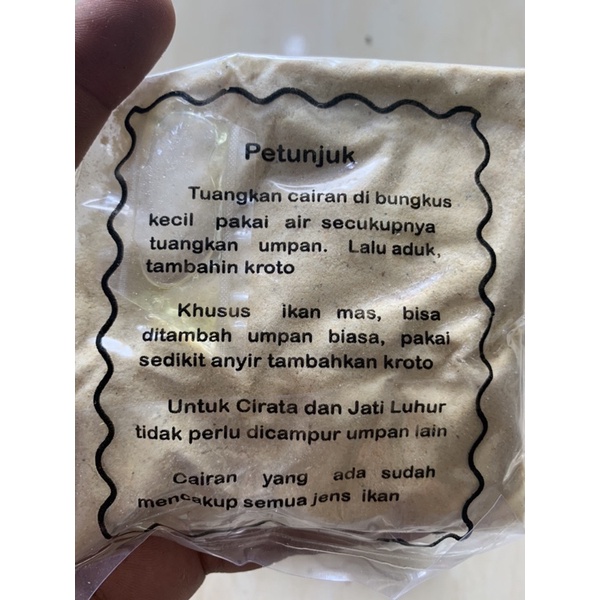 Petunjuk
Tuangkan cairan di bungkus
kecil pakai air secukupnya
tuangkan umpan. Lalu aduk,
tambahin kroto
Khusus ikan mas, bisa
ditambah umpan biasa, pakai
sedikit anyir tambahkan kroto
Untuk Cirata dan Jati Luhur
tidak perlu dicampur umpan lain
Cairan yang ada sudah
mencakup semua jens ikan